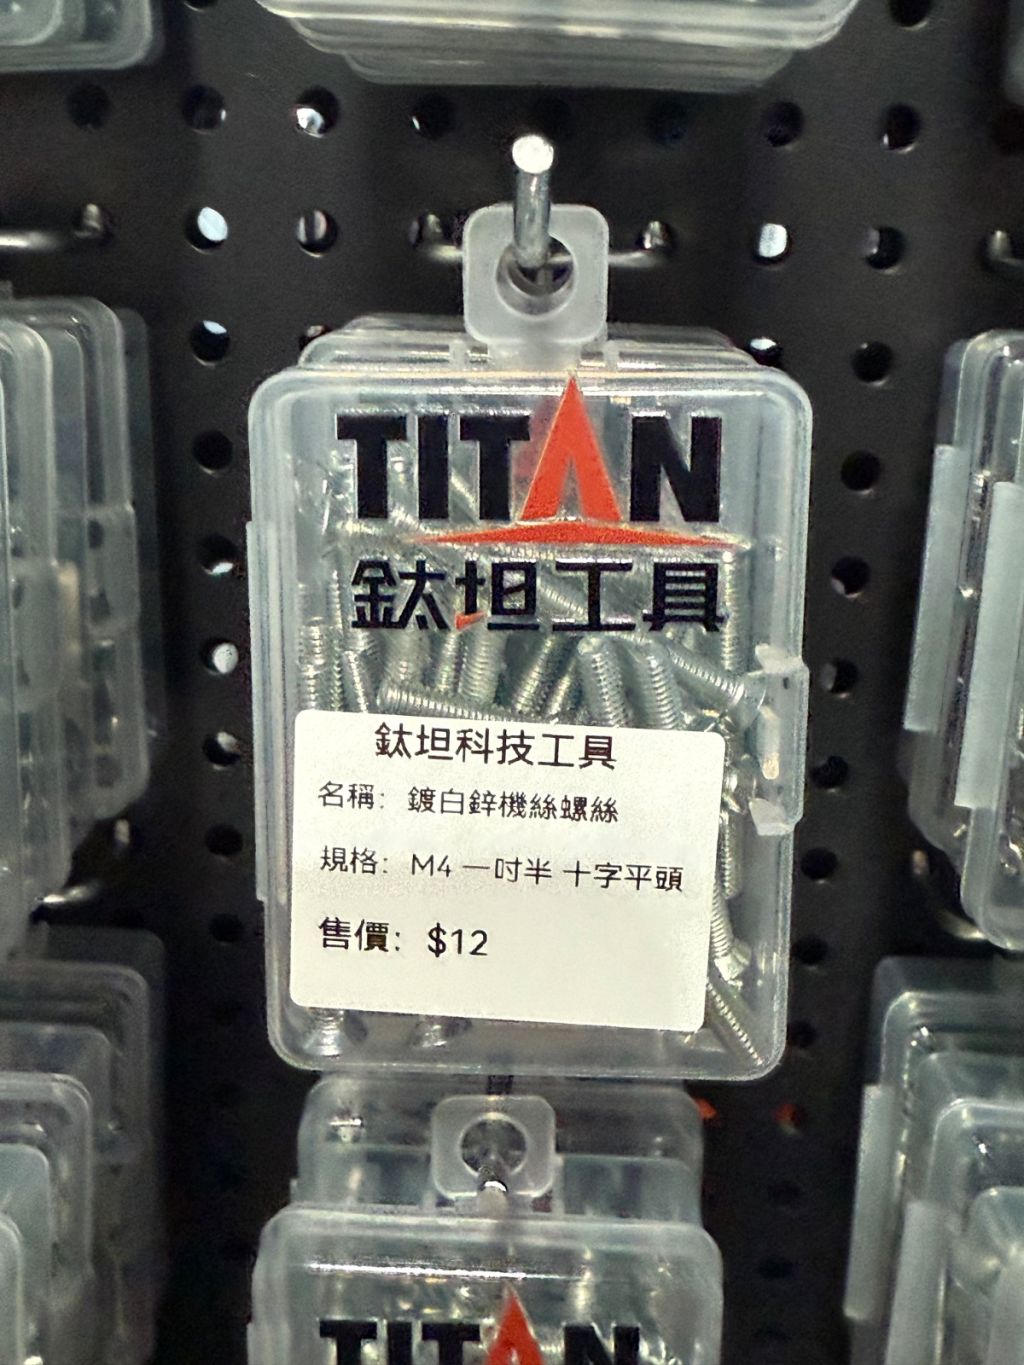 TITAN
鈦坦工具
鈦坦科技工具
名稱：鍍白鋅機絲螺絲
規格：M4 一吋半 十字平頭
售價：$12
TITAN